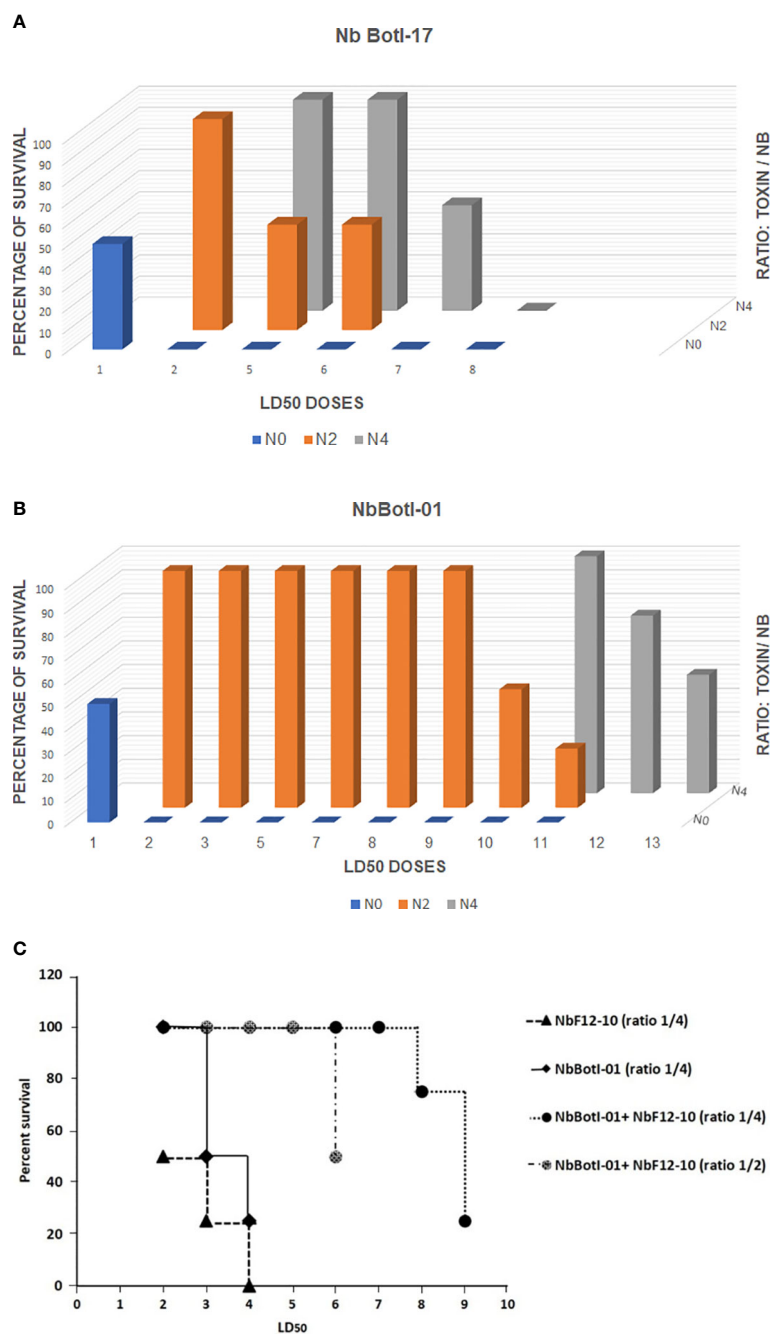 A
Nb BotI-17
PERCENTAGE OF SURVIVAL
100
90
80
70
60
50
40
30
20
10
0
1 2 5 6 7 8
LD50 DOSES
N0 N2 N4
RATIO: TOXIN / NB
N4
N2
N0
B
NbBotI-01
PERCENTAGE OF SURVIVAL
100
90
80
70
60
50
40
30
20
10
0
1 2 3 5 7 8 9 10 11 12 13
LD50 DOSES
N0 N2 N4
RATIO: TOXIN/ NB
N4
N0
C
Percent survival
120
100
80
60
40
20
0
0 1 2 3 4 5 6 7 8 9 10
LD50
NbF12-10 (ratio 1/4)
NbBotI-01 (ratio 1/4)
NbBotI-01+ NbF12-10 (ratio 1/4)
NbBotI-01+ NbF12-10 (ratio 1/2)